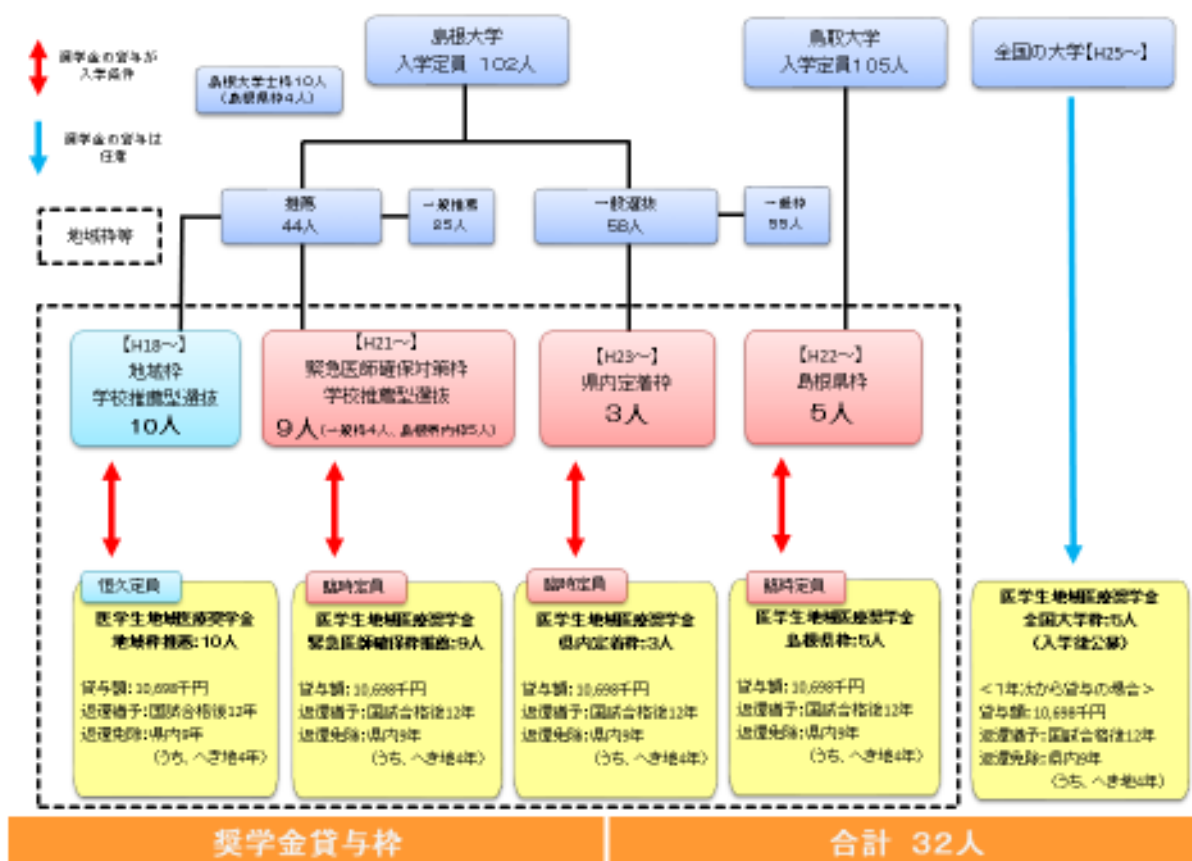 奨学金の貸与が
入学条件
奨学金の貸与は
任意
地域枠等
島根大学
入学定員 102人
島根大学士枠10人
(島根県枠4人)
鳥取大学
入学定員105人
全国の大学【H25～】
推薦
44人
一般推薦
25人
一般選抜
58人
一般枠
55人
【H18～】
地域枠
学校推薦型選抜
10人
【H21～】
緊急医師確保対策枠
学校推薦型選抜
9人(一般枠4人、島根県内枠5人)
【H23～】
県内定着枠
3人
【H22～】
島根県枠
5人
恒久定員
医学生地域医療奨学金
地域枠推薦:10人
貸与額:10,698千円
返還猶予:国試合格後12年
返還免除:県内9年
(うち、へき地4年)
臨時定員
医学生地域医療奨学金
緊急医師確保枠推薦:9人
貸与額:10,698千円
返還猶予:国試合格後12年
返還免除:県内9年
(うち、へき地4年)
臨時定員
医学生地域医療奨学金
県内定着枠:3人
貸与額:10,698千円
返還猶予:国試合格後12年
返還免除:県内9年
(うち、へき地4年)
臨時定員
医学生地域医療奨学金
島根県枠:5人
貸与額:10,698千円
返還猶予:国試合格後12年
返還免除:県内9年
(うち、へき地4年)
医学生地域医療奨学金
全国大学枠:5人
(入学後公募)
＜1年次から貸与の場合＞
貸与額:10,698千円
返還猶予:国試合格後12年
返還免除:県内9年
(うち、へき地4年)
奨学金貸与枠
合計 32人